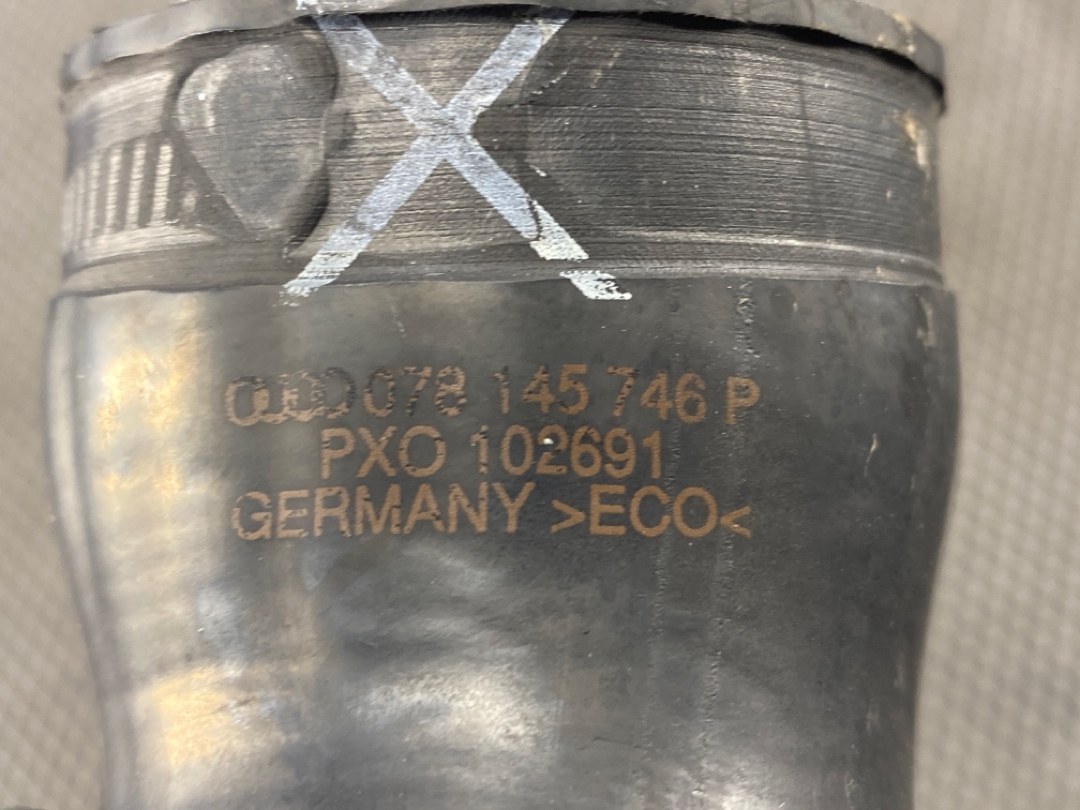 X
078 145 746 P
PXO 102691
GERMANY >ECO<